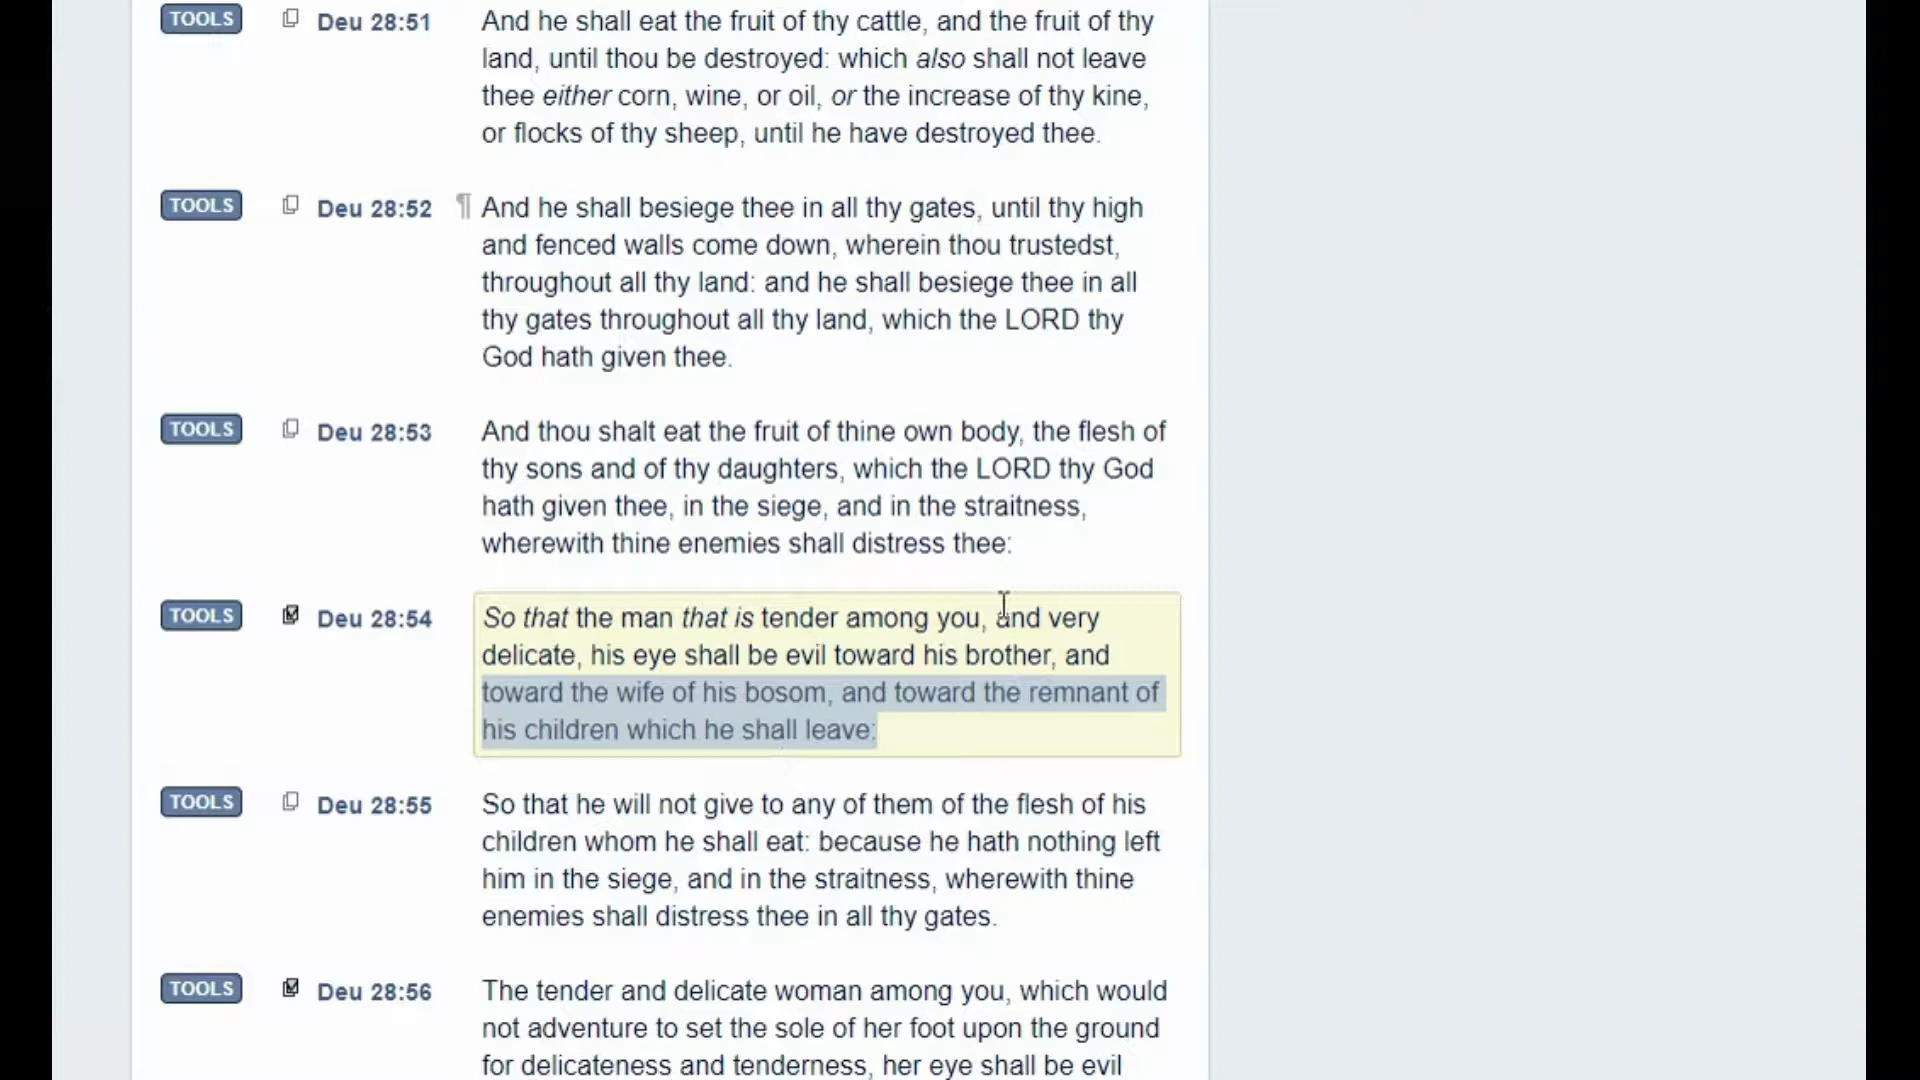 TOOLS Deu 28:51 And he shall eat the fruit of thy cattle, and the fruit of thy
land, until thou be destroyed: which also shall not leave
thee either corn, wine, or oil, or the increase of thy kine,
or flocks of thy sheep, until he have destroyed thee.
TOOLS Deu 28:52 ¶ And he shall besiege thee in all thy gates, until thy high
and fenced walls come down, wherein thou trustedst,
throughout all thy land: and he shall besiege thee in all
thy gates throughout all thy land, which the LORD thy
God hath given thee.
TOOLS Deu 28:53 And thou shalt eat the fruit of thine own body, the flesh of
thy sons and of thy daughters, which the LORD thy God
hath given thee, in the siege, and in the straitness,
wherewith thine enemies shall distress thee:
TOOLS Deu 28:54 So that the man that is tender among you, and very
delicate, his eye shall be evil toward his brother, and
toward the wife of his bosom, and toward the remnant of
his children which he shall leave:
TOOLS Deu 28:55 So that he will not give to any of them of the flesh of his
children whom he shall eat: because he hath nothing left
him in the siege, and in the straitness, wherewith thine
enemies shall distress thee in all thy gates.
TOOLS Deu 28:56 The tender and delicate woman among you, which would
not adventure to set the sole of her foot upon the ground
for delicateness and tenderness, her eye shall be evil